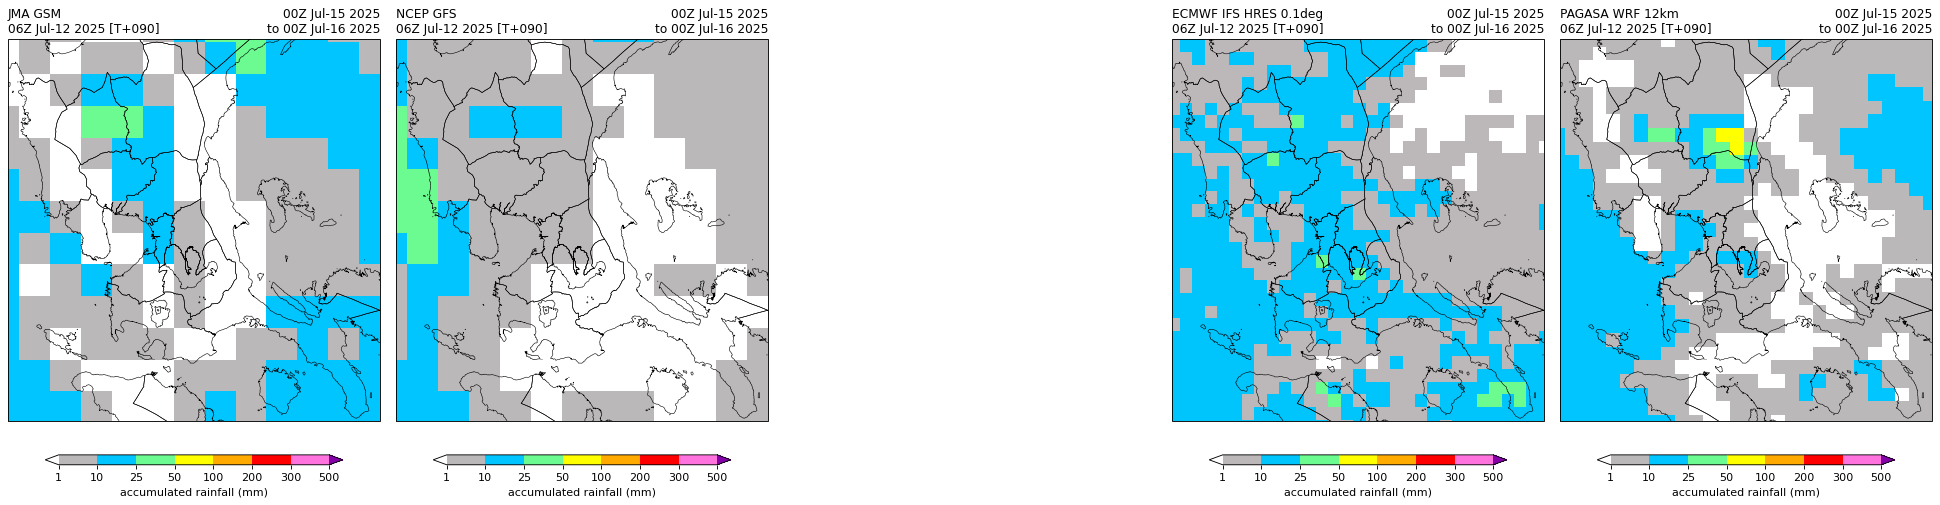 JMA GSM 00Z Jul-15 2025
06Z Jul-12 2025 [T+090] to 00Z Jul-16 2025
1 10 25 50 100 200 300 500
accumulated rainfall (mm)
NCEP GFS 00Z Jul-15 2025
06Z Jul-12 2025 [T+090] to 00Z Jul-16 2025
1 10 25 50 100 200 300 500
accumulated rainfall (mm)
ECMWF IFS HRES 0.1deg 00Z Jul-15 2025
06Z Jul-12 2025 [T+090] to 00Z Jul-16 2025
1 10 25 50 100 200 300 500
accumulated rainfall (mm)
PAGASA WRF 12km 00Z Jul-15 2025
06Z Jul-12 2025 [T+090] to 00Z Jul-16 2025
1 10 25 50 100 200 300 500
accumulated rainfall (mm)